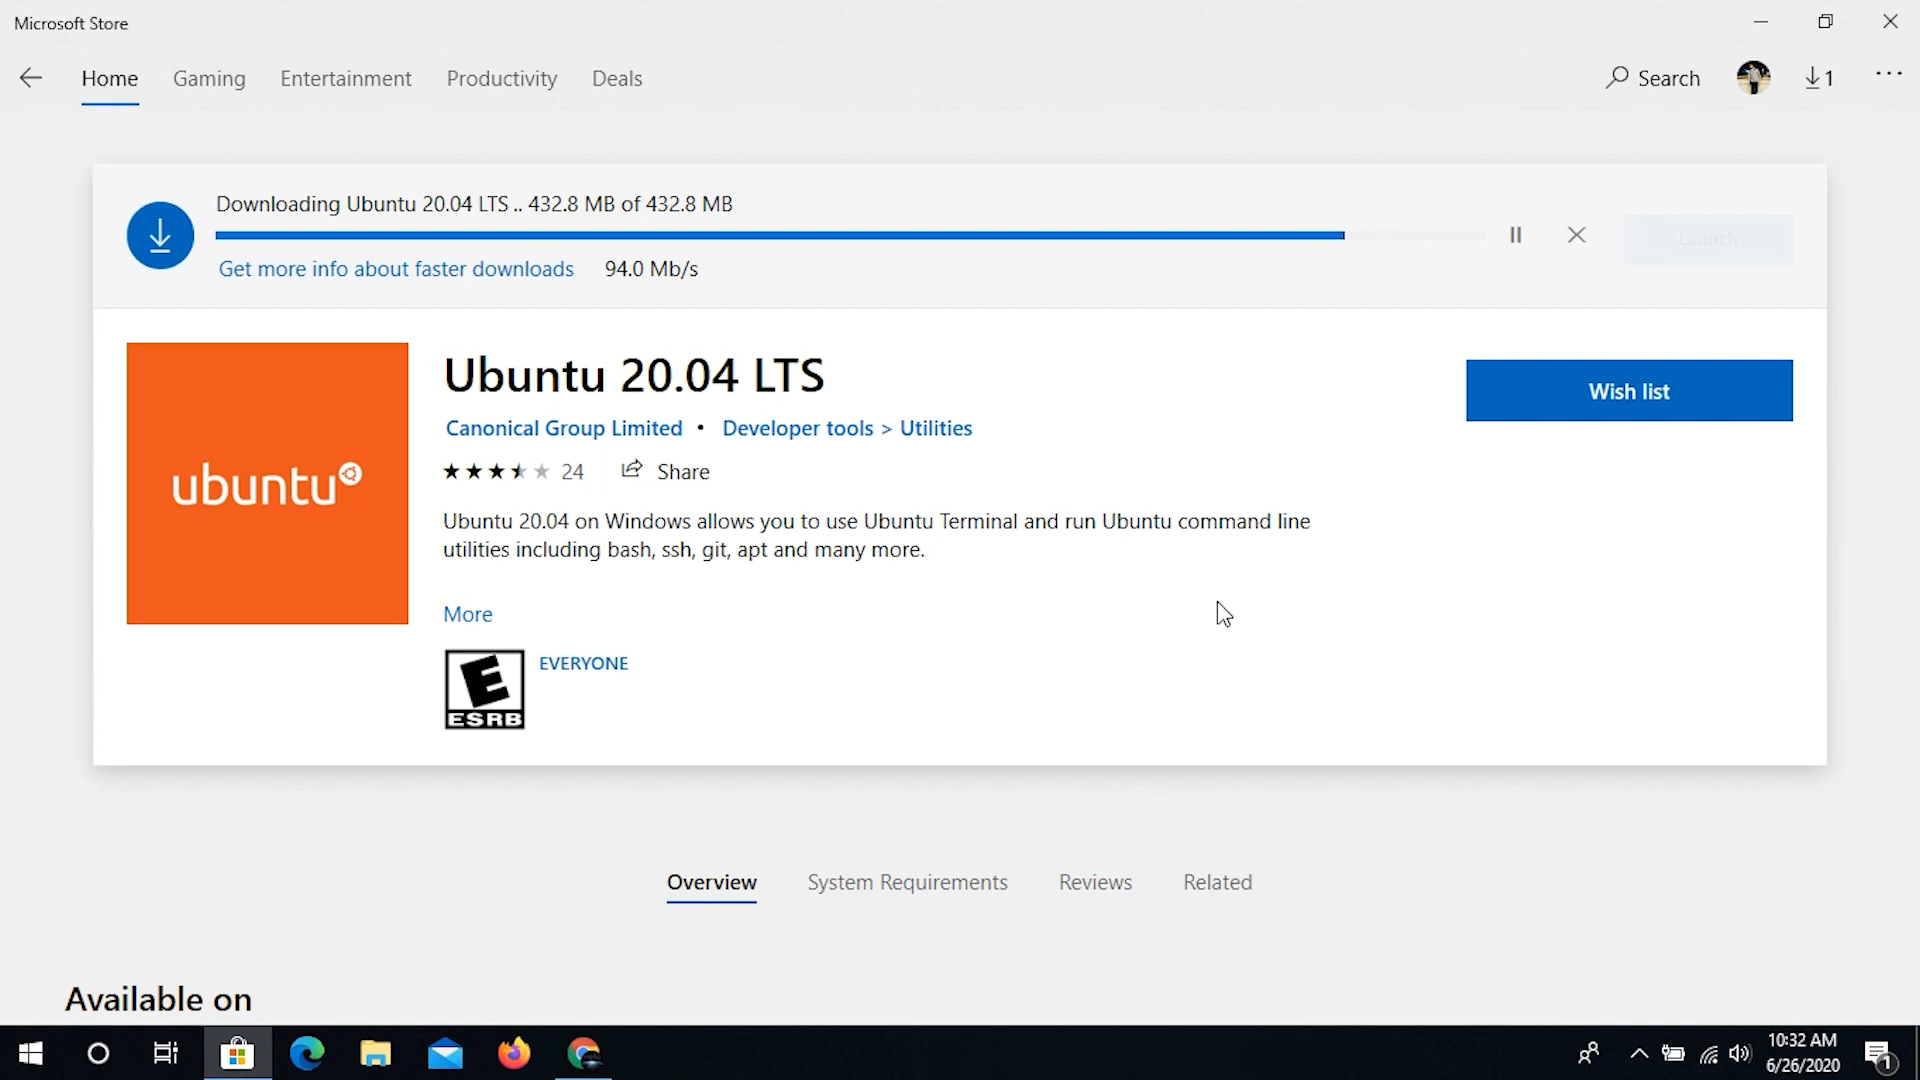 Microsoft Store
Home Gaming Entertainment Productivity Deals Search 1
Downloading Ubuntu 20.04 LTS .. 432.8 MB of 432.8 MB
Launch
Get more info about faster downloads 94.0 Mb/s
ubuntu
Ubuntu 20.04 LTS
Wish list
Canonical Group Limited • Developer tools > Utilities
24 Share
Ubuntu 20.04 on Windows allows you to use Ubuntu Terminal and run Ubuntu command line
utilities including bash, ssh, git, apt and many more.
More
EVERYONE
E
ESRB
Overview System Requirements Reviews Related
Available on
10:32 AM
6/26/2020
1